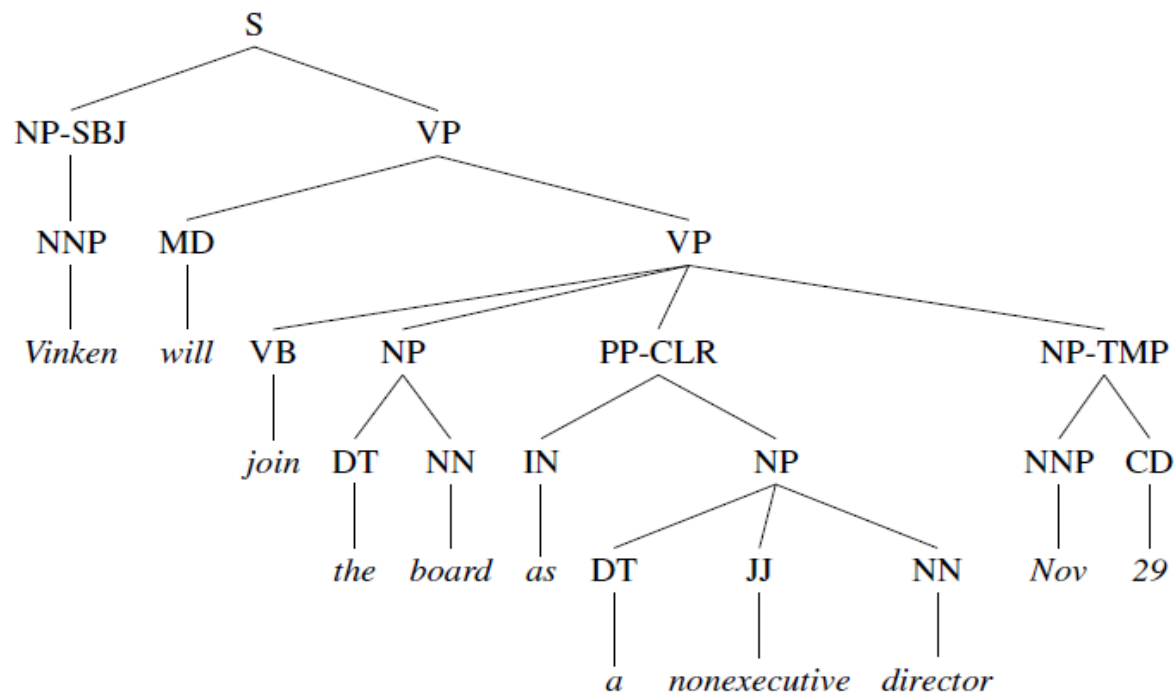 S
NP-SBJ VP
NNP MD VP
Vinken will VB NP PP-CLR NP-TMP
join DT NN IN NP NNP CD
the board as DT JJ NN Nov 29
a nonexecutive director